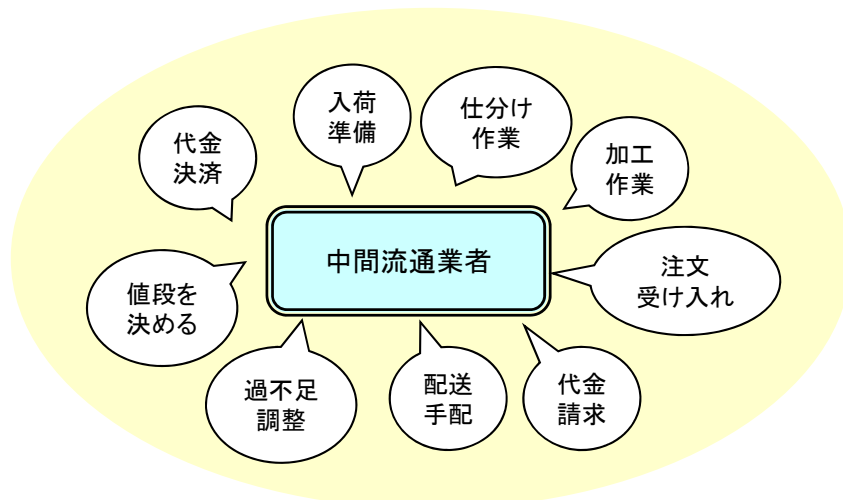 入荷
準備
仕分け
作業
代金
決済
加工
作業
中間流通業者
注文
受け入れ
値段を
決める
過不足
調整
配送
手配
代金
請求